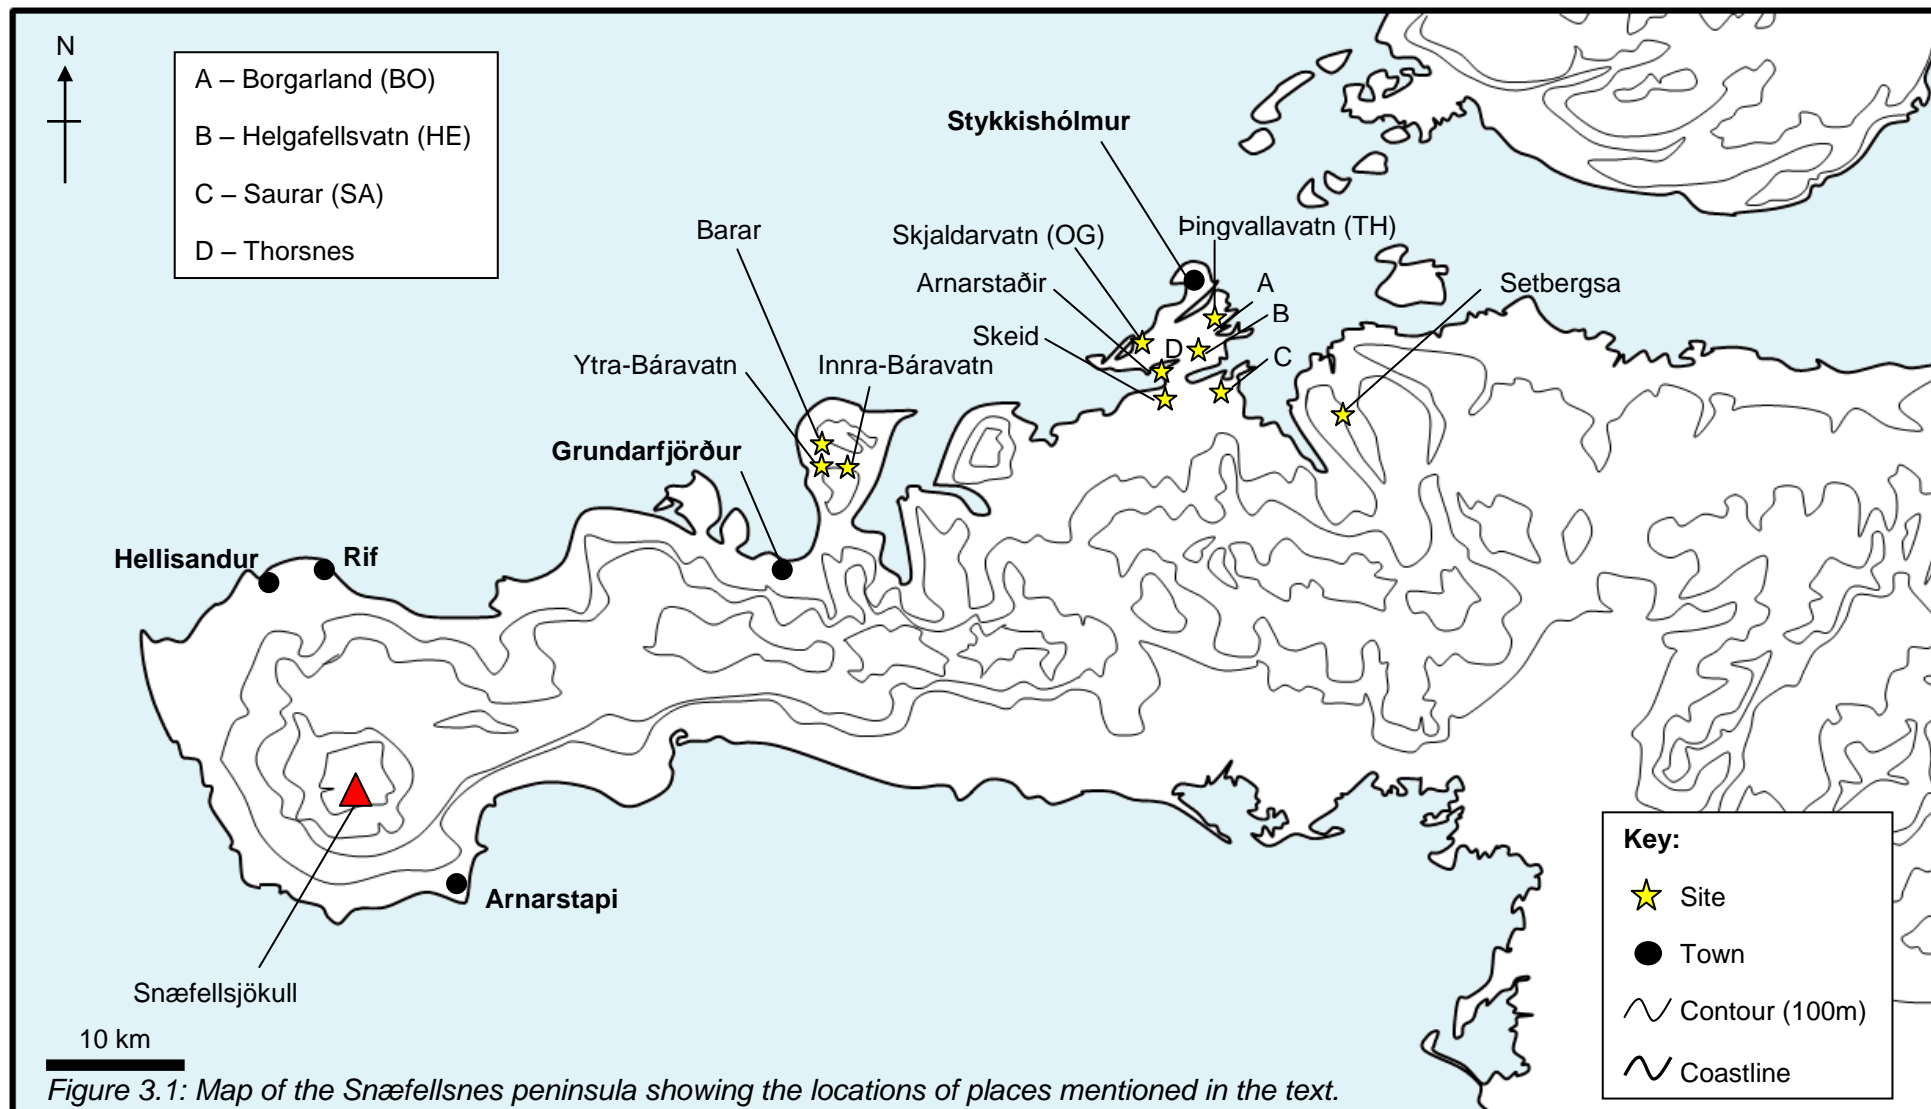 N
A – Borgarland (BO)
B – Helgafellsvatn (HE)
C – Saurar (SA)
D – Thorsnes
Stykkishólmur
Barar
Skjaldarvatn (OG)
Þingvallavatn (TH)
Arnarstaðir
A
Setbergsa
B
Skeid
D
C
Ytra-Báravatn
Innra-Báravatn
Grundarfjörður
Hellisandur
Rif
Arnarstapi
Snæfellsjökull
10 km
Key:
Site
Town
Contour (100m)
Coastline
Figure 3.1: Map of the Snæfellsnes peninsula showing the locations of places mentioned in the text.